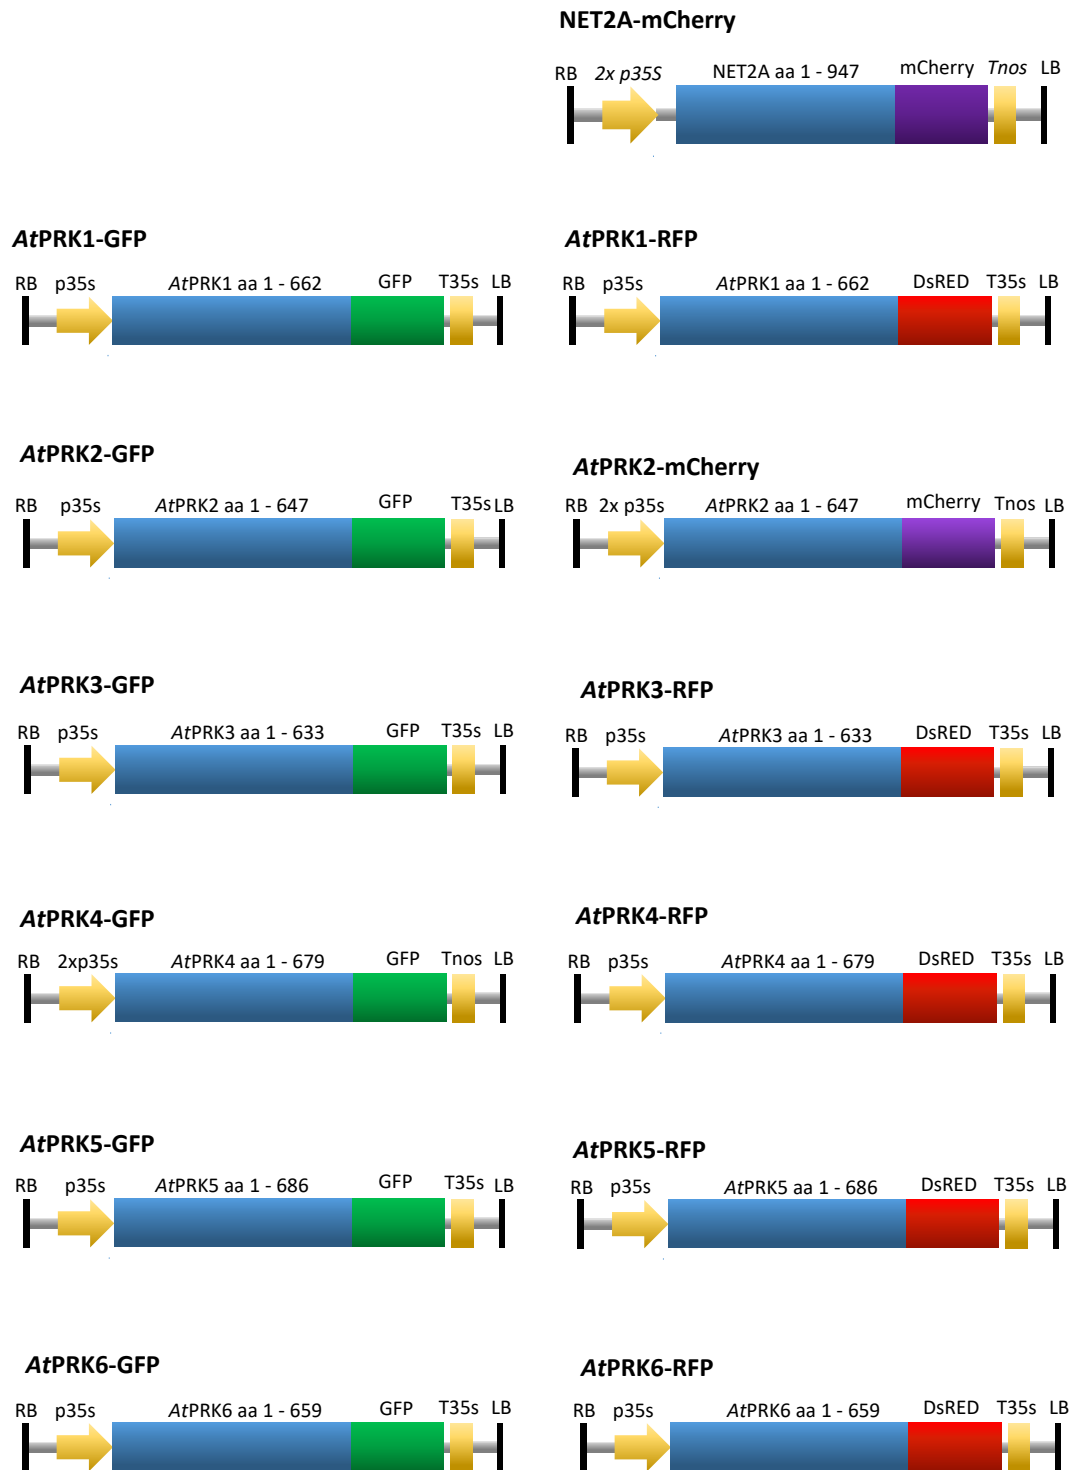 NET2A-mCherry
RB 2x p35S NET2A aa 1 - 947 mCherry Tnos LB
AtPRK1-GFP
RB p35s AtPRK1 aa 1 - 662 GFP T35s LB
AtPRK1-RFP
RB p35s AtPRK1 aa 1 - 662 DsRED T35s LB
AtPRK2-GFP
RB p35s AtPRK2 aa 1 - 647 GFP T35s LB
AtPRK2-mCherry
RB 2x p35s AtPRK2 aa 1 - 647 mCherry Tnos LB
AtPRK3-GFP
RB p35s AtPRK3 aa 1 - 633 GFP T35s LB
AtPRK3-RFP
RB p35s AtPRK3 aa 1 - 633 DsRED T35s LB
AtPRK4-GFP
RB 2xp35s AtPRK4 aa 1 - 679 GFP Tnos LB
AtPRK4-RFP
RB p35s AtPRK4 aa 1 - 679 DsRED T35s LB
AtPRK5-GFP
RB p35s AtPRK5 aa 1 - 686 GFP T35s LB
AtPRK5-RFP
RB p35s AtPRK5 aa 1 - 686 DsRED T35s LB
AtPRK6-GFP
RB p35s AtPRK6 aa 1 - 659 GFP T35s LB
AtPRK6-RFP
RB p35s AtPRK6 aa 1 - 659 DsRED T35s LB